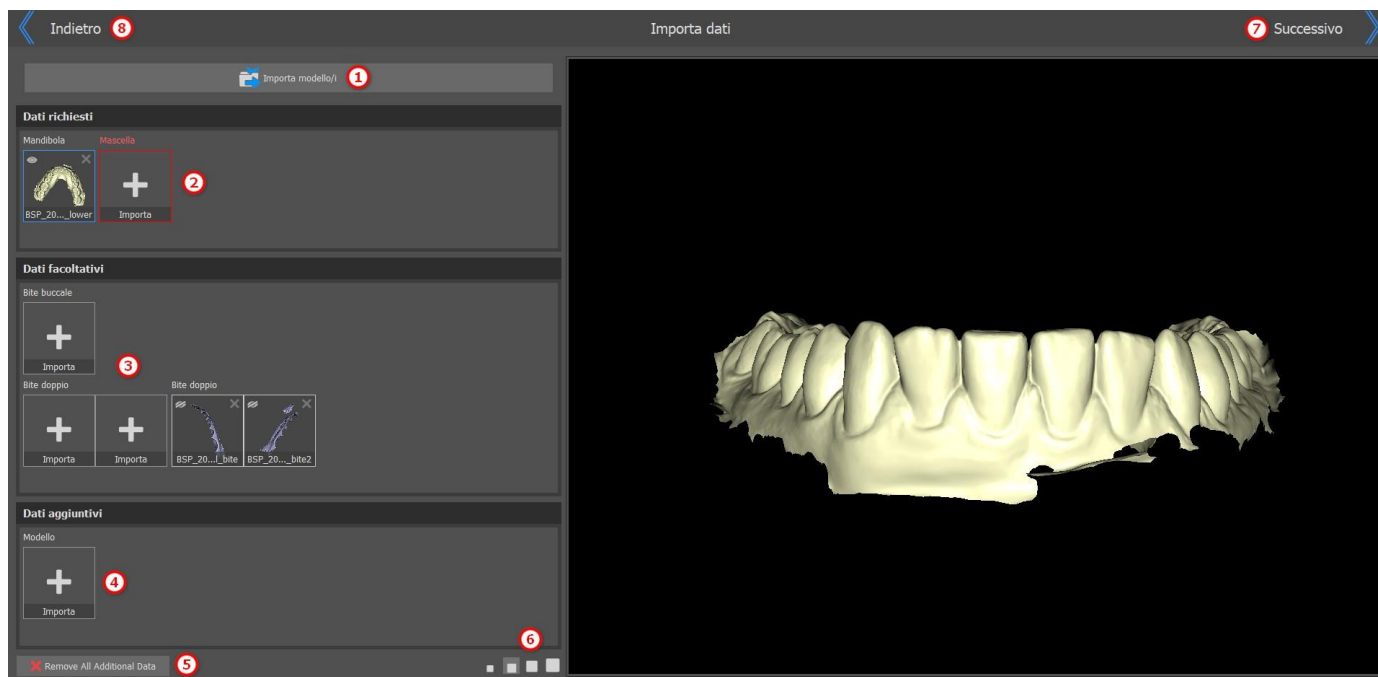 Indietro 8
Importa dati
7 Successivo
Importa modello/i 1
Dati richiesti
Mandibola Mascella
2
BSP_20..._lower Importa
Dati facoltativi
Bite buccale
Importa
3
Bite doppio Bite doppio
Importa Importa BSP_20...l_bite BSP_20..._bite2
Dati aggiuntivi
Modello
4
Importa
6
Remove All Additional Data 5